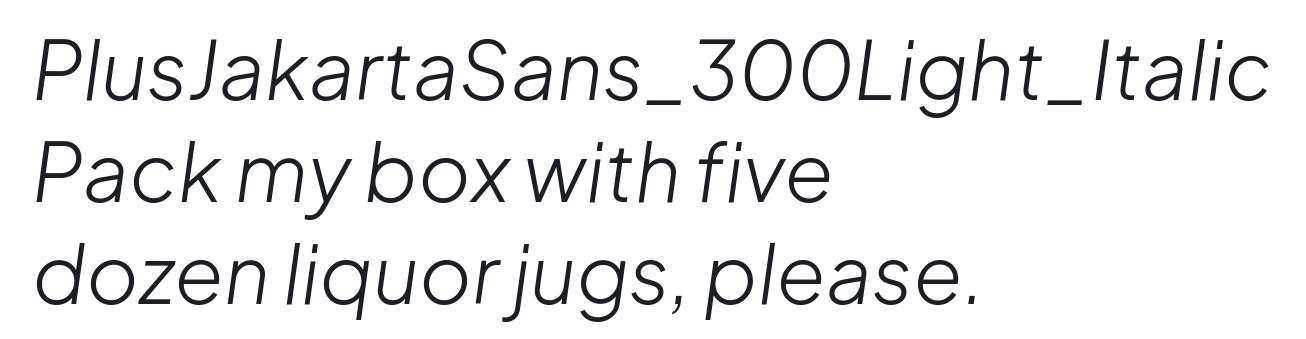 PlusJakartaSans_300Light_Italic
Pack my box with five
dozen liquor jugs, please.